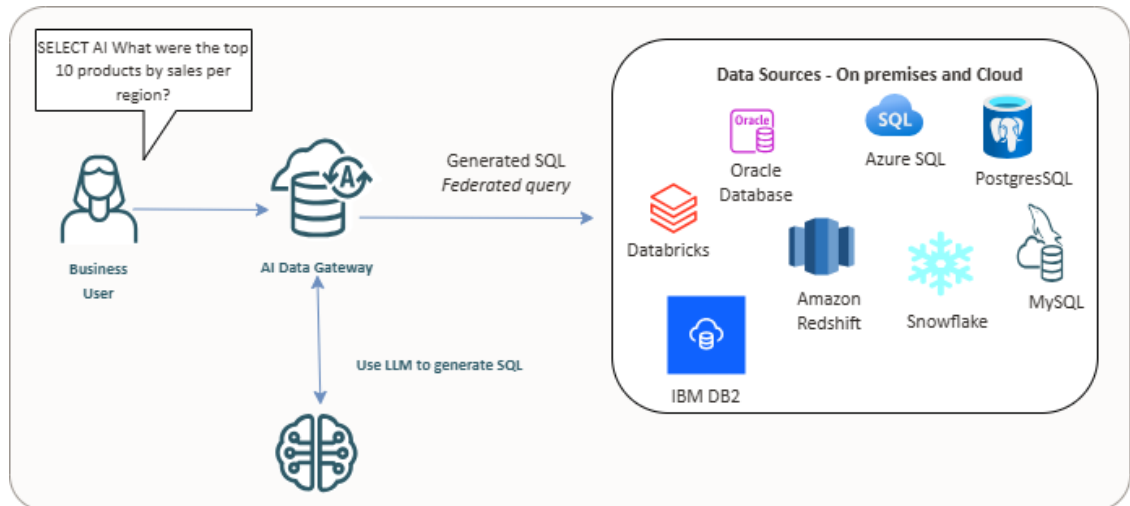 SELECT AI What were the top
10 products by sales per
region?
Business
User
AI Data Gateway
A
Generated SQL
Federated query
Use LLM to generate SQL
Data Sources - On premises and Cloud
Oracle
Oracle
Database
SQL
Azure SQL
PostgresSQL
Databricks
Amazon
Redshift
Snowflake
MySQL
IBM DB2